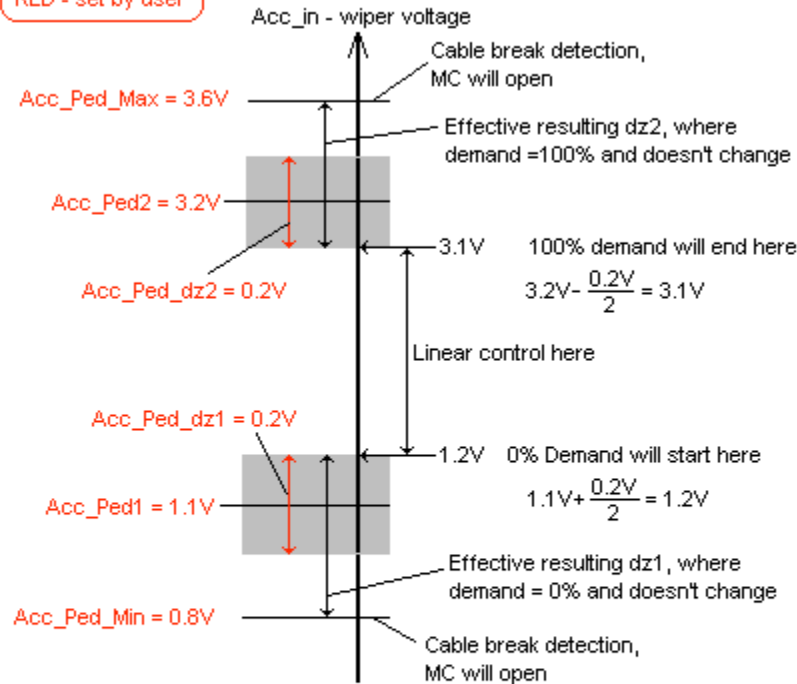 RED - set by user
Acc_in - wiper voltage
Cable break detection,
MC will open
Acc_Ped_Max = 3.6V
Effective resulting dz2, where
demand =100% and doesn't change
Acc_Ped2 = 3.2V
3.1V 100% demand will end here
Acc_Ped_dz2 = 0.2V
3.2V- 0.2V/2 = 3.1V
Linear control here
Acc_Ped_dz1 = 0.2V
1.2V 0% Demand will start here
Acc_Ped1 = 1.1V
1.1V+ 0.2V/2 = 1.2V
Effective resulting dz1, where
demand = 0% and doesn't change
Acc_Ped_Min = 0.8V
Cable break detection,
MC will open